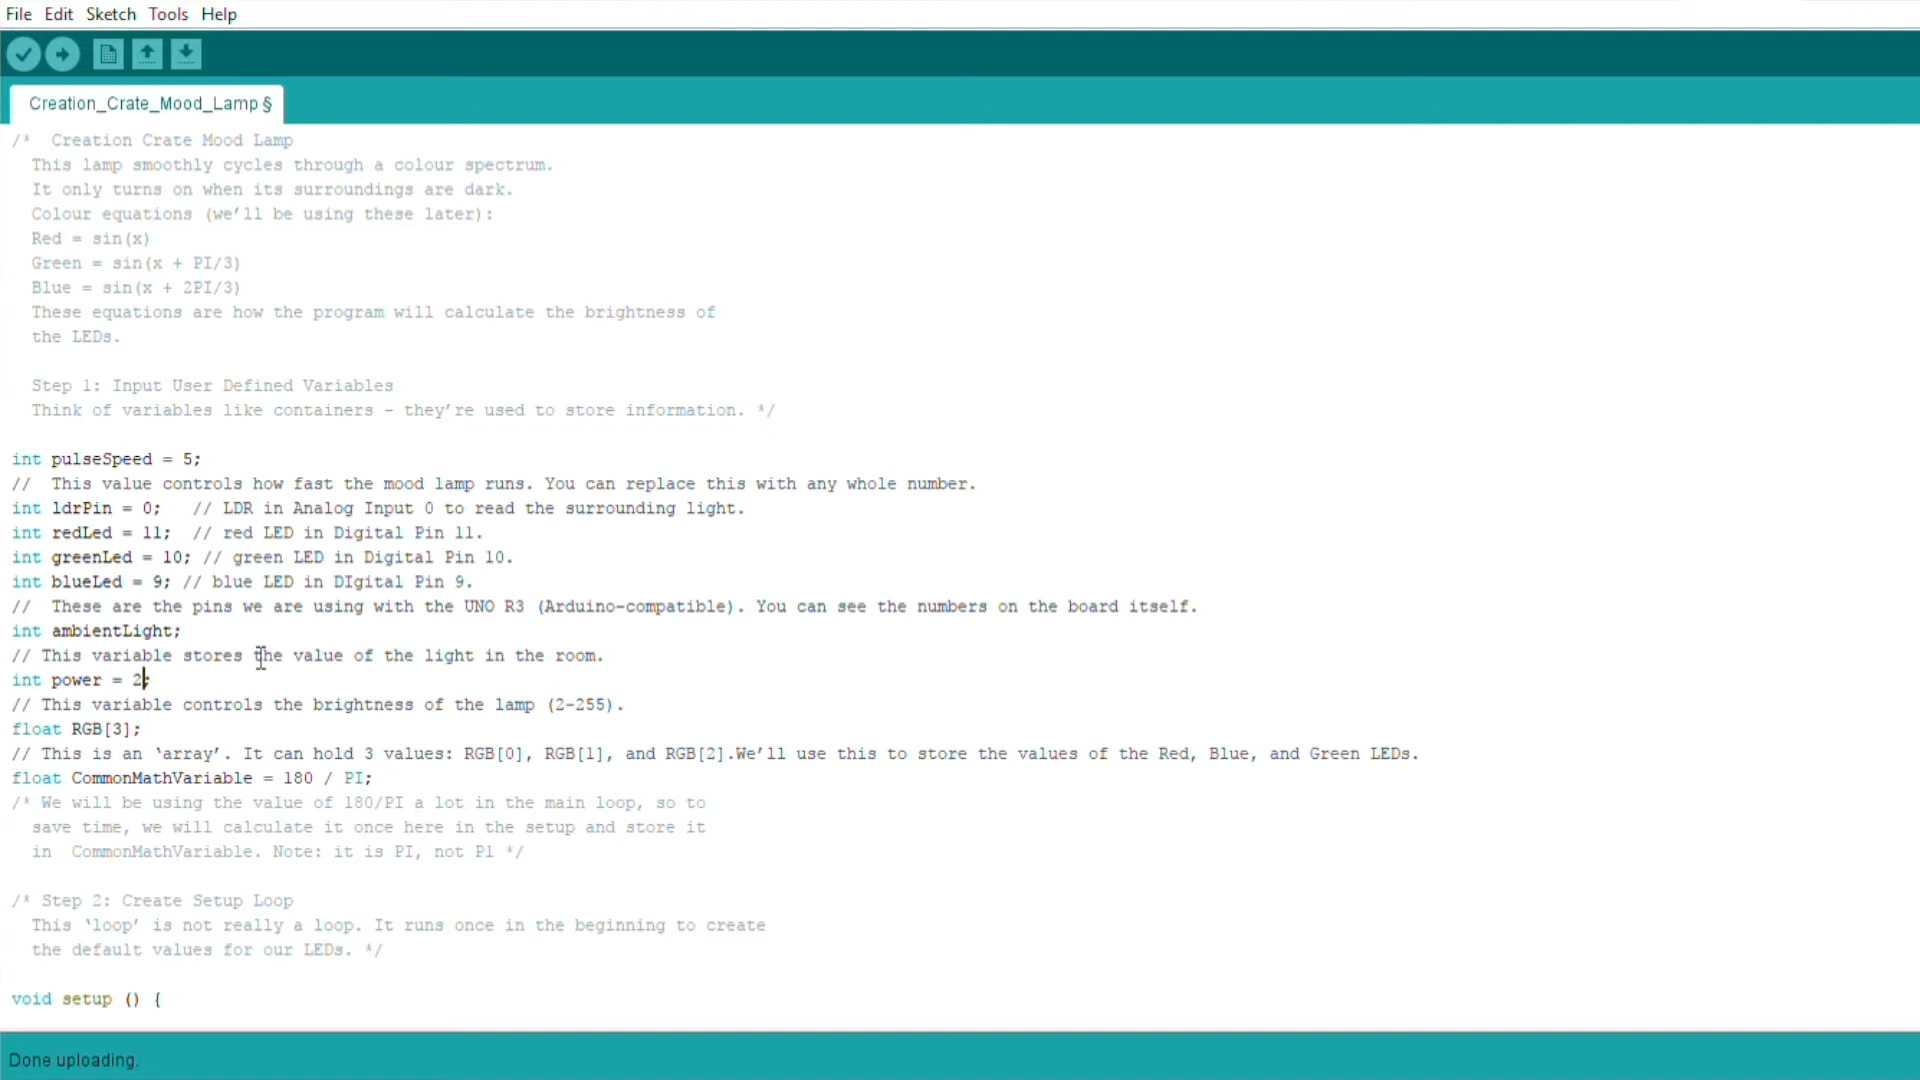 File Edit Sketch Tools Help
Creation_Crate_Mood_Lamp §
/*  Creation Crate Mood Lamp
This lamp smoothly cycles through a colour spectrum.
It only turns on when its surroundings are dark.
Colour equations (we’ll be using these later):
Red = sin(x)
Green = sin(x + PI/3)
Blue = sin(x + 2PI/3)
These equations are how the program will calculate the brightness of
the LEDs.
Step 1: Input User Defined Variables
Think of variables like containers – they’re used to store information. */
int pulseSpeed = 5;
//  This value controls how fast the mood lamp runs. You can replace this with any whole number.
int ldrPin = 0;   // LDR in Analog Input 0 to read the surrounding light.
int redLed = 11;  // red LED in Digital Pin 11.
int greenLed = 10; // green LED in Digital Pin 10.
int blueLed = 9; // blue LED in DIgital Pin 9.
//  These are the pins we are using with the UNO R3 (Arduino-compatible). You can see the numbers on the board itself.
int ambientLight;
// This variable stores the value of the light in the room.
int power = 2;
// This variable controls the brightness of the lamp (2-255).
float RGB[3];
// This is an ‘array’. It can hold 3 values: RGB[0], RGB[1], and RGB[2].We’ll use this to store the values of the Red, Blue, and Green LEDs.
float CommonMathVariable = 180 / PI;
/* We will be using the value of 180/PI a lot in the main loop, so to
save time, we will calculate it once here in the setup and store it
in  CommonMathVariable. Note: it is PI, not P1 */
/* Step 2: Create Setup Loop
This ‘loop’ is not really a loop. It runs once in the beginning to create
the default values for our LEDs. */
void setup () {
Done uploading.